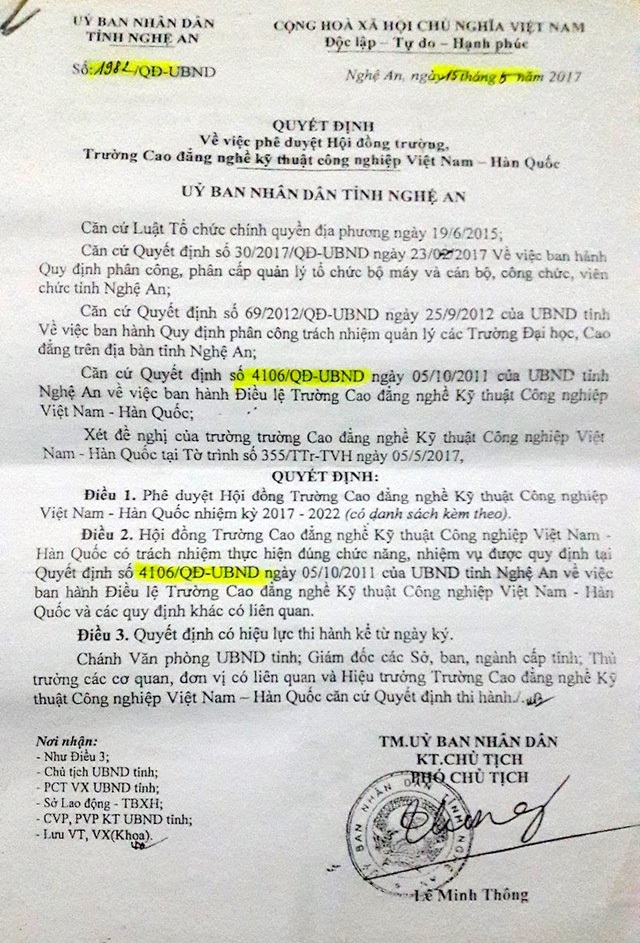 UỶ BAN NHÂN DÂN
TỈNH NGHỆ AN
Số: 1982/QĐ-UBND
CỘNG HOÀ XÃ HỘI CHỦ NGHĨA VIỆT NAM
Độc lập – Tự do – Hạnh phúc
Nghệ An, ngày 15 tháng 5 năm 2017
QUYẾT ĐỊNH
Về việc phê duyệt Hội đồng trường,
Trường Cao đẳng nghề kỹ thuật công nghiệp Việt Nam – Hàn Quốc
UỶ BAN NHÂN DÂN TỈNH NGHỆ AN
Căn cứ Luật Tổ chức chính quyền địa phương ngày 19/6/2015;
Căn cứ Quyết định số 30/2017/QĐ-UBND ngày 23/02/2017 Về việc ban hành
Quy định phân công, phân cấp quản lý tổ chức bộ máy và cán bộ, công chức, viên
chức tỉnh Nghệ An;
Căn cứ Quyết định số 69/2012/QĐ-UBND ngày 25/9/2012 của UBND tỉnh
Về việc ban hành Quy định phân công trách nhiệm quản lý các Trường Đại học, Cao
đẳng trên địa bàn tỉnh Nghệ An;
Căn cứ Quyết định số 4106/QĐ-UBND ngày 05/10/2011 của UBND tỉnh
Nghệ An về việc ban hành Điều lệ Trường Cao đẳng nghề Kỹ thuật Công nghiệp
Việt Nam - Hàn Quốc;
Xét đề nghị của trường trường Cao đẳng nghề Kỹ thuật Công nghiệp Việt
Nam - Hàn Quốc tại Tờ trình số 355/TTr-TVH ngày 05/5/2017,
QUYẾT ĐỊNH:
Điều 1. Phê duyệt Hội đồng Trường Cao đẳng nghề Kỹ thuật Công nghiệp
Việt Nam - Hàn Quốc nhiệm kỳ 2017 - 2022 (có danh sách kèm theo).
Điều 2. Hội đồng Trường Cao đẳng nghề Kỹ thuật Công nghiệp Việt Nam -
Hàn Quốc có trách nhiệm thực hiện đúng chức năng, nhiệm vụ được quy định tại
Quyết định số 4106/QĐ-UBND ngày 05/10/2011 của UBND tỉnh Nghệ An về việc
ban hành Điều lệ Trường Cao đẳng nghề Kỹ thuật Công nghiệp Việt Nam - Hàn
Quốc và các quy định khác có liên quan.
Điều 3. Quyết định có hiệu lực thi hành kể từ ngày ký.
Chánh Văn phòng UBND tỉnh; Giám đốc các Sở, ban, ngành cấp tỉnh; Thủ
trưởng các cơ quan, đơn vị có liên quan và Hiệu trưởng Trường Cao đẳng nghề Kỹ
thuật Công nghiệp Việt Nam – Hàn Quốc căn cứ Quyết định thi hành./.
Nơi nhận:
- Như Điều 3;
- Chủ tịch UBND tỉnh;
- PCT VX UBND tỉnh;
- Sở Lao động - TBXH;
- CVP, PVP KT UBND tỉnh;
- Lưu VT, VX(Khoa).
TM.UỶ BAN NHÂN DÂN
KT.CHỦ TỊCH
PHÓ CHỦ TỊCH
UỶ BAN NHÂN DÂN TỈNH NGHỆ AN
Lê Minh Thông